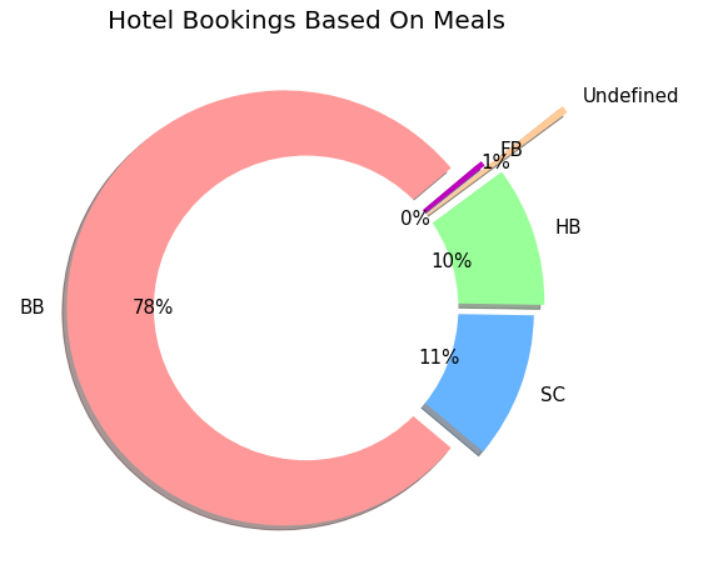 Hotel Bookings Based On Meals
Undefined
FB
1%
0%
HB
10%
BB
78%
11%
SC